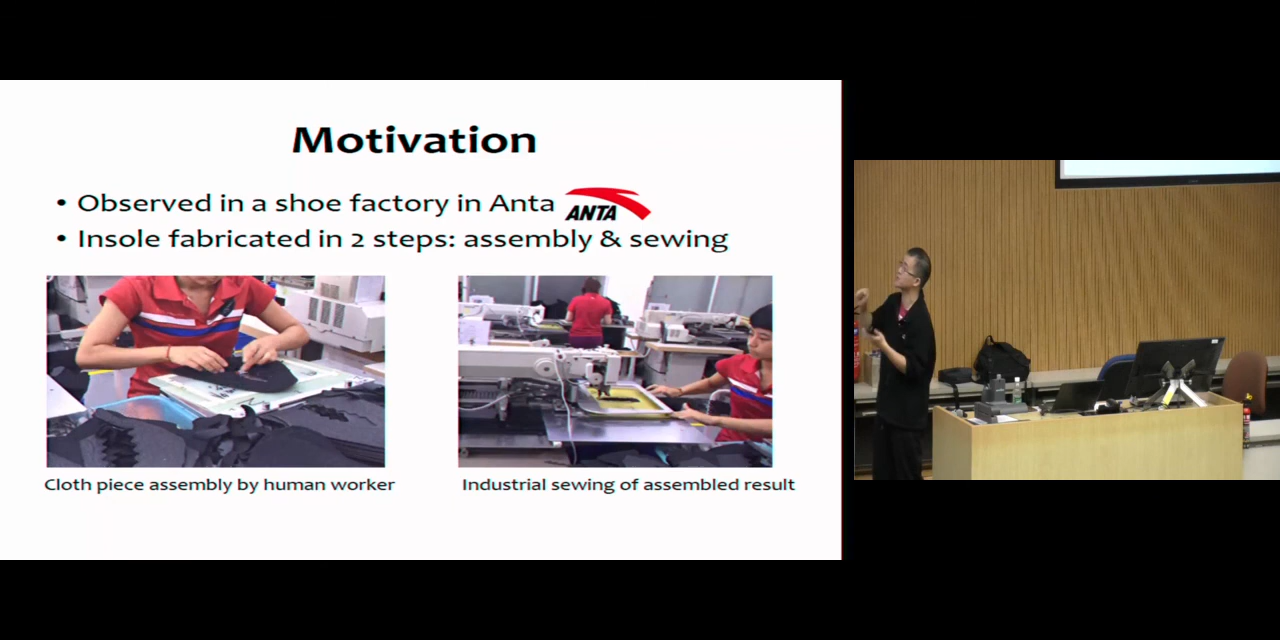 Motivation
• Observed in a shoe factory in Anta ANTA
• Insole fabricated in 2 steps: assembly & sewing
Cloth piece assembly by human worker
Industrial sewing of assembled result